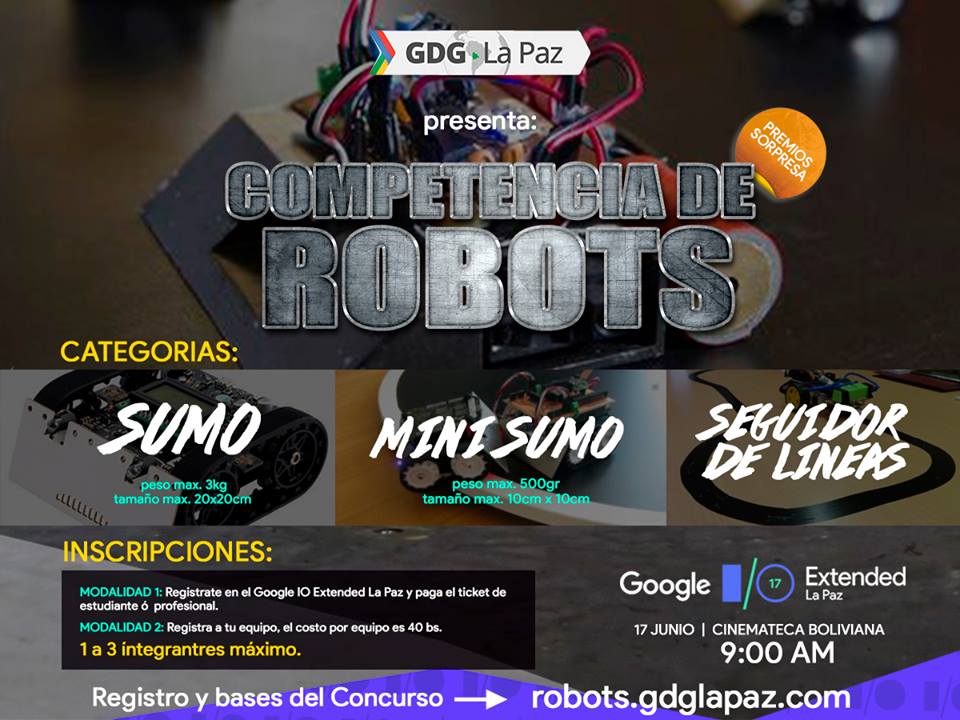 GDG La Paz
presenta:
PREMIOS
SORPRESA
COMPETENCIA DE
ROBOTS
CATEGORIAS:
SUMO
peso max. 3kg
tamaño max. 20x20cm
MINI SUMO
peso max. 500gr
tamaño max. 10cm x 10cm
SEGUIDOR
DE LINEAS
INSCRIPCIONES:
MODALIDAD 1: Registrate en el Google IO Extended La Paz y paga el ticket de
estudiante ó profesional.
MODALIDAD 2: Registra a tu equipo, el costo por equipo es 40 bs.
1 a 3 íntegrantres máximo.
Google I/O 17 Extended
La Paz
17 JUNIO | CINEMATECA BOLIVIANA
9:00 AM
Registro y bases del Concurso → robots.gdglapaz.com